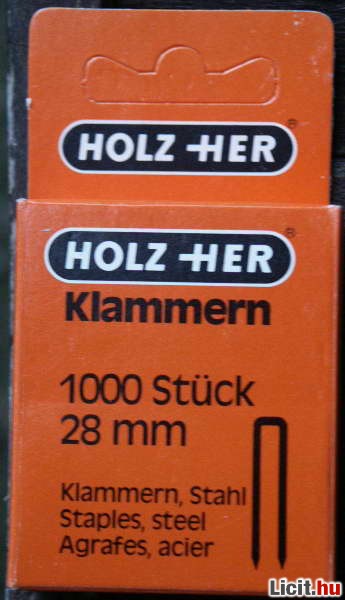 HOLZ-HER®
HOLZ-HER®
Klammern
1000 Stück
28 mm
Klammern, Stahl
Staples, steel
Agrafes, acier
Licit.hu